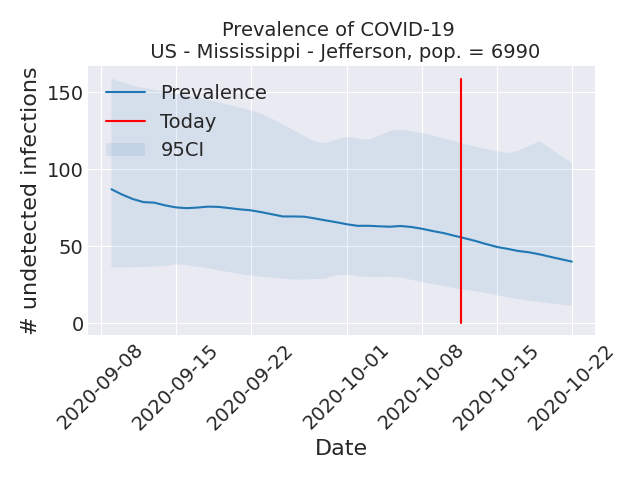 Prevalence of COVID-19
US - Mississippi - Jefferson, pop. = 6990
# undetected infections
150
100
50
0
Prevalence
Today
95CI
2020-09-08
2020-09-15
2020-09-22
2020-10-01
2020-10-08
2020-10-15
2020-10-22
Date